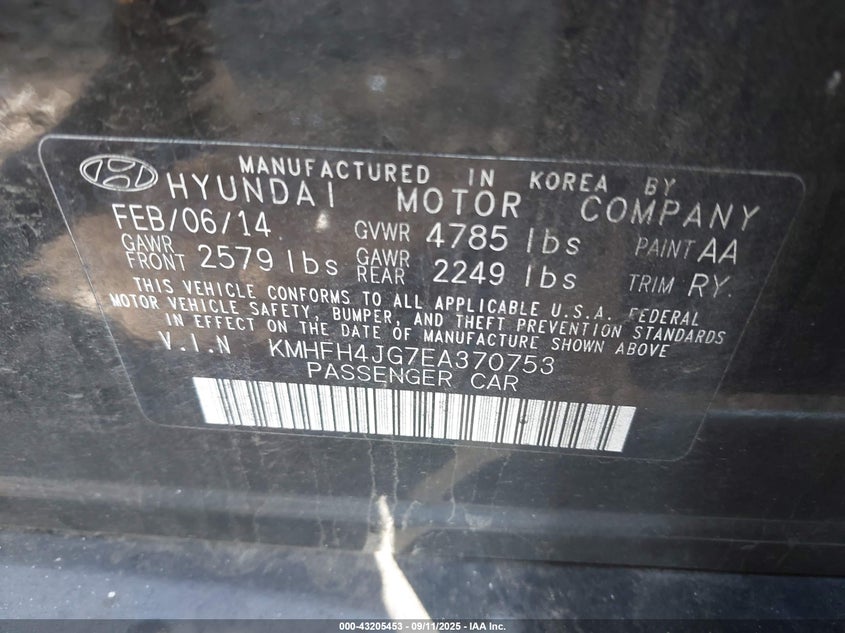 MANUFACTURED IN KOREA BY
HYUNDAI MOTOR COMPANY
FEB/06/14 GVWR 4785 lbs PAINT AA
GAWR FRONT 2579 lbs GAWR REAR 2249 lbs TRIM RY.
THIS VEHICLE CONFORMS TO ALL APPLICABLE U.S.A. FEDERAL
MOTOR VEHICLE SAFETY, BUMPER, AND THEFT PREVENTION STANDARDS
IN EFFECT ON THE DATE OF MANUFACTURE SHOWN ABOVE
V.I.N KMHFH4JG7EA370753
PASSENGER CAR
000-43205453 - 09/11/2025 - IAA Inc.